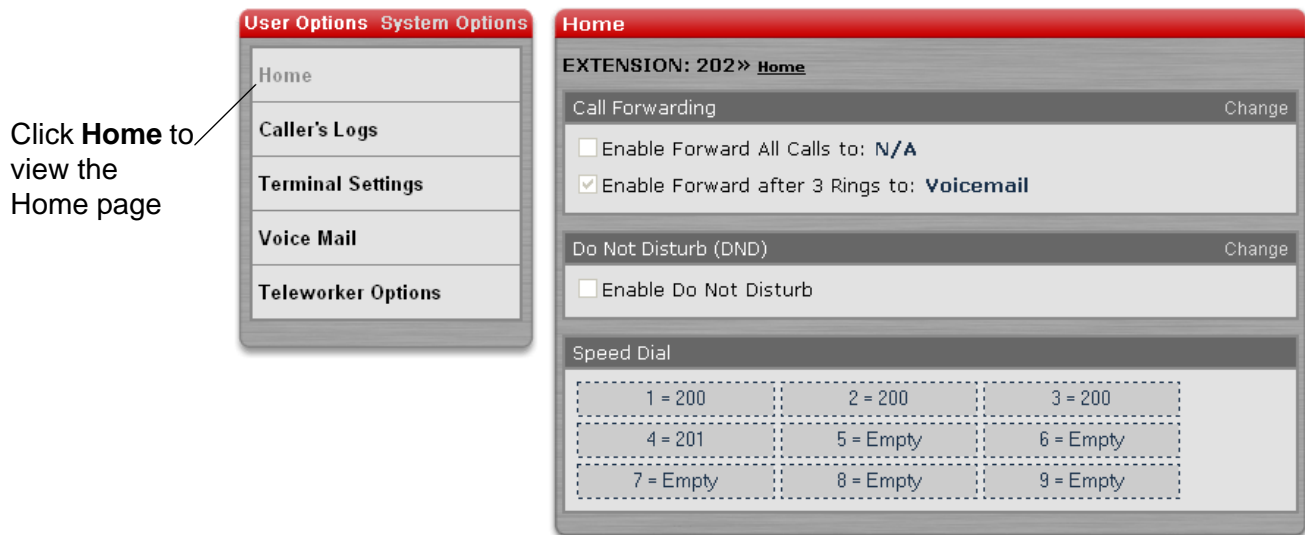 Click Home to
view the
Home page
User Options System Options
Home
Caller's Logs
Terminal Settings
Voice Mail
Teleworker Options
Home
EXTENSION: 202» Home
Call Forwarding Change
Enable Forward All Calls to: N/A
Enable Forward after 3 Rings to: Voicemail
Do Not Disturb (DND) Change
Enable Do Not Disturb
Speed Dial
1 = 200 2 = 200 3 = 200
4 = 201 5 = Empty 6 = Empty
7 = Empty 8 = Empty 9 = Empty